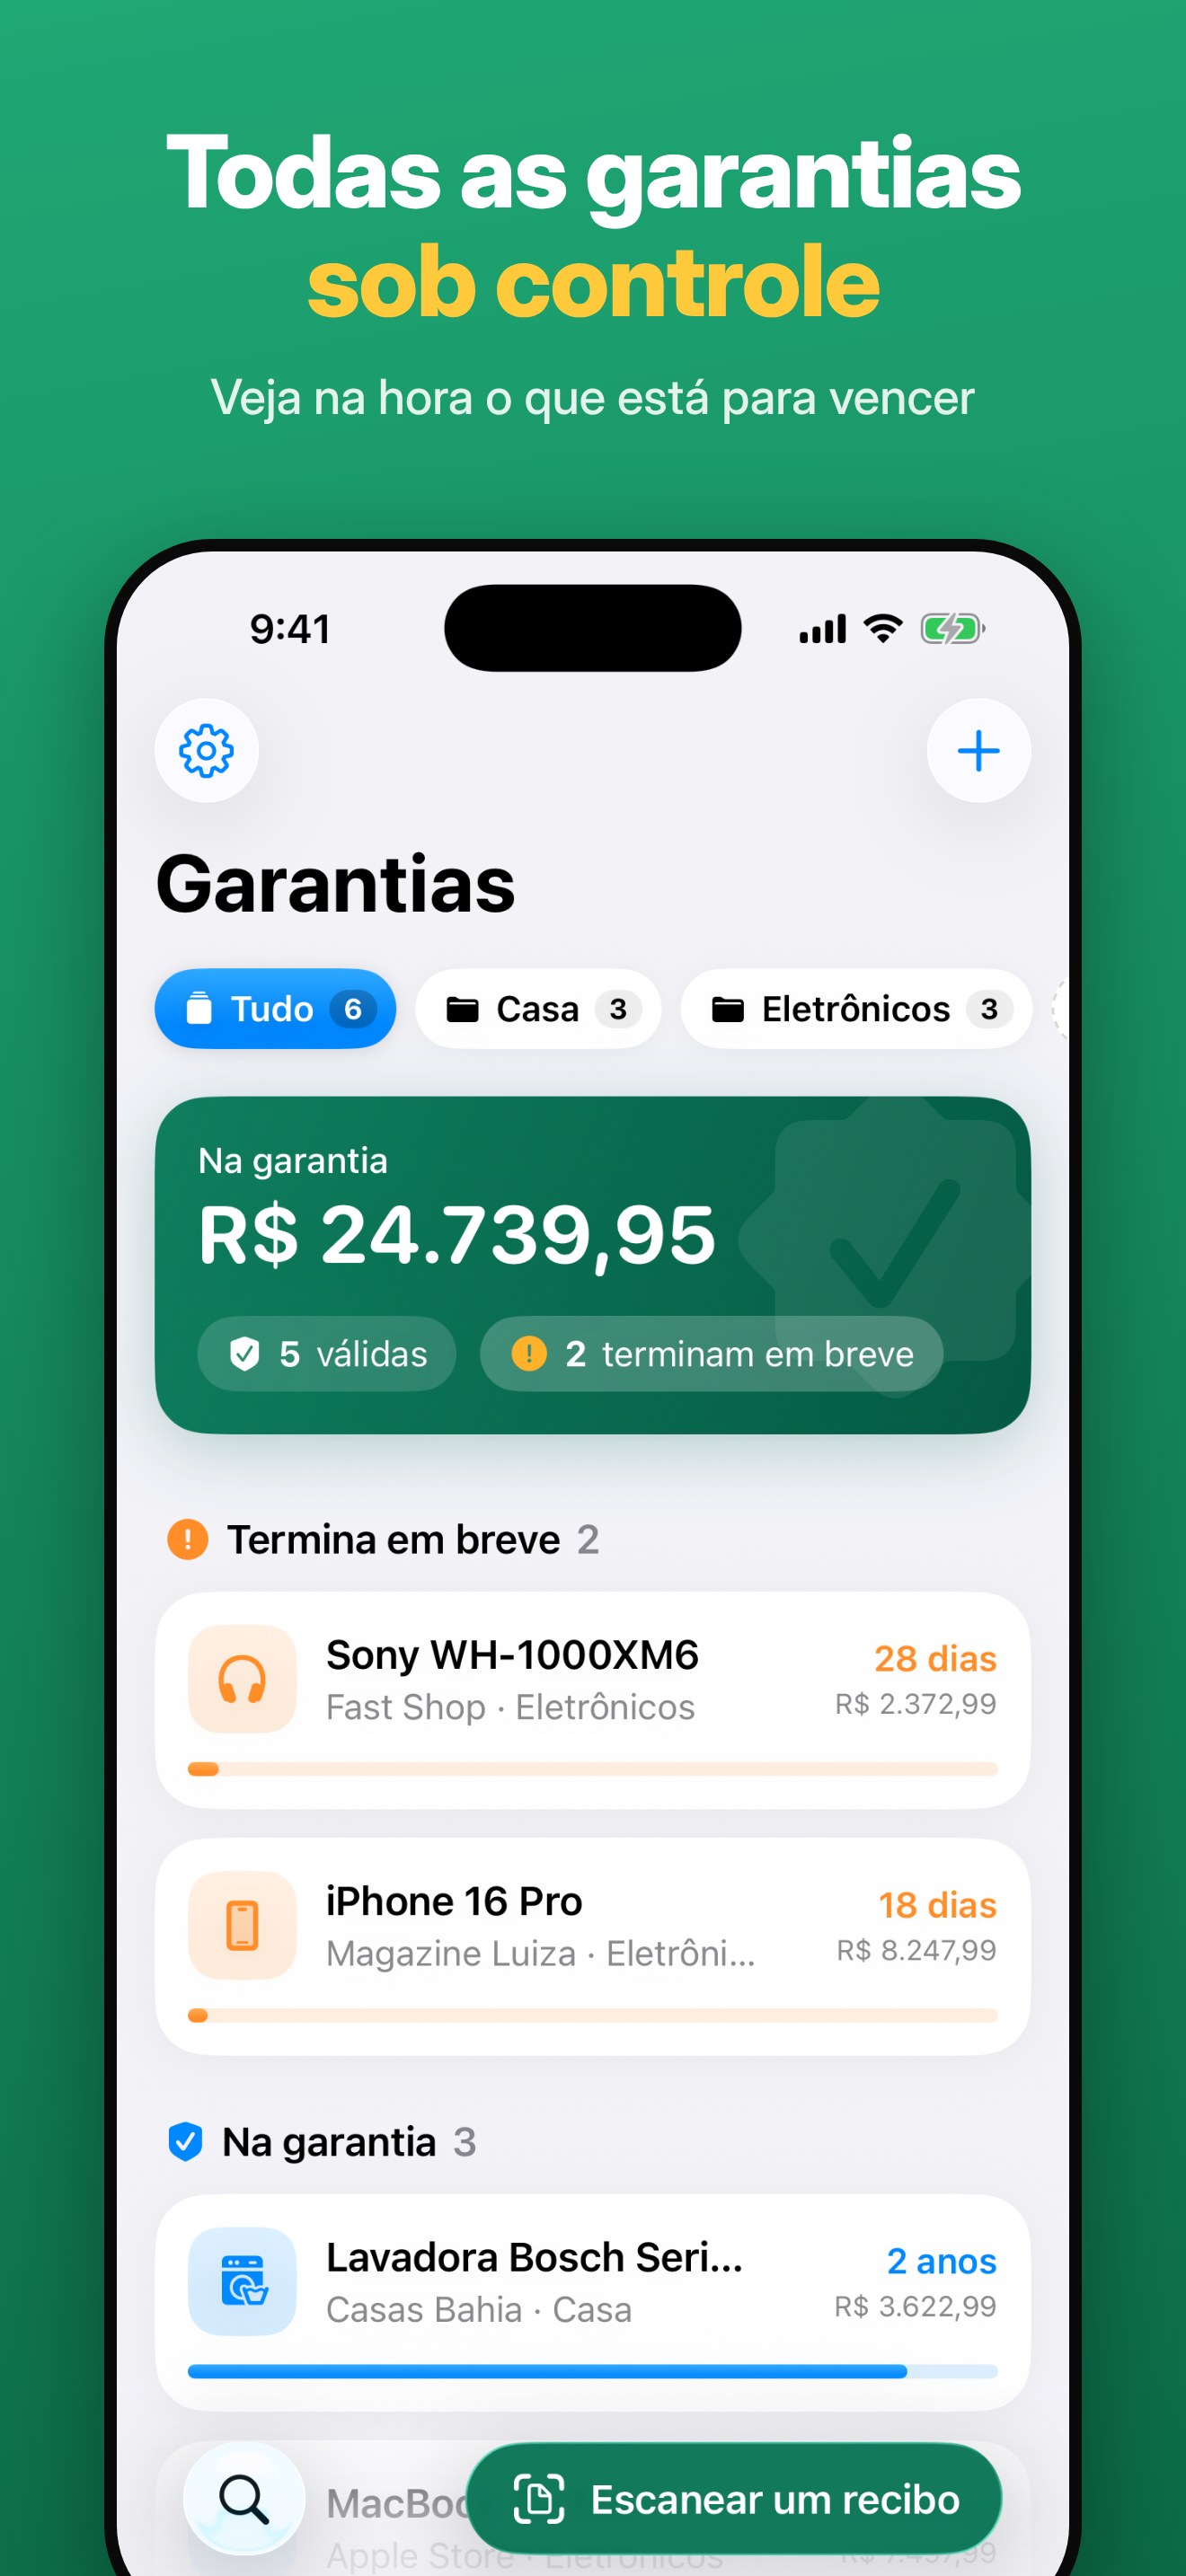 Todas as garantias
sob controle
Veja na hora o que está para vencer
9:41
Garantias
Tudo 6
Casa 3
Eletrônicos 3
Na garantia
R$ 24.739,95
5 válidas
2 terminam em breve
Termina em breve 2
Sony WH-1000XM6
28 dias
Fast Shop · Eletrônicos
R$ 2.372,99
iPhone 16 Pro
18 dias
Magazine Luiza · Eletrôni...
R$ 8.247,99
Na garantia 3
Lavadora Bosch Seri...
2 anos
Casas Bahia · Casa
R$ 3.622,99
Escanear um recibo
Apple Store · Eletrônicos